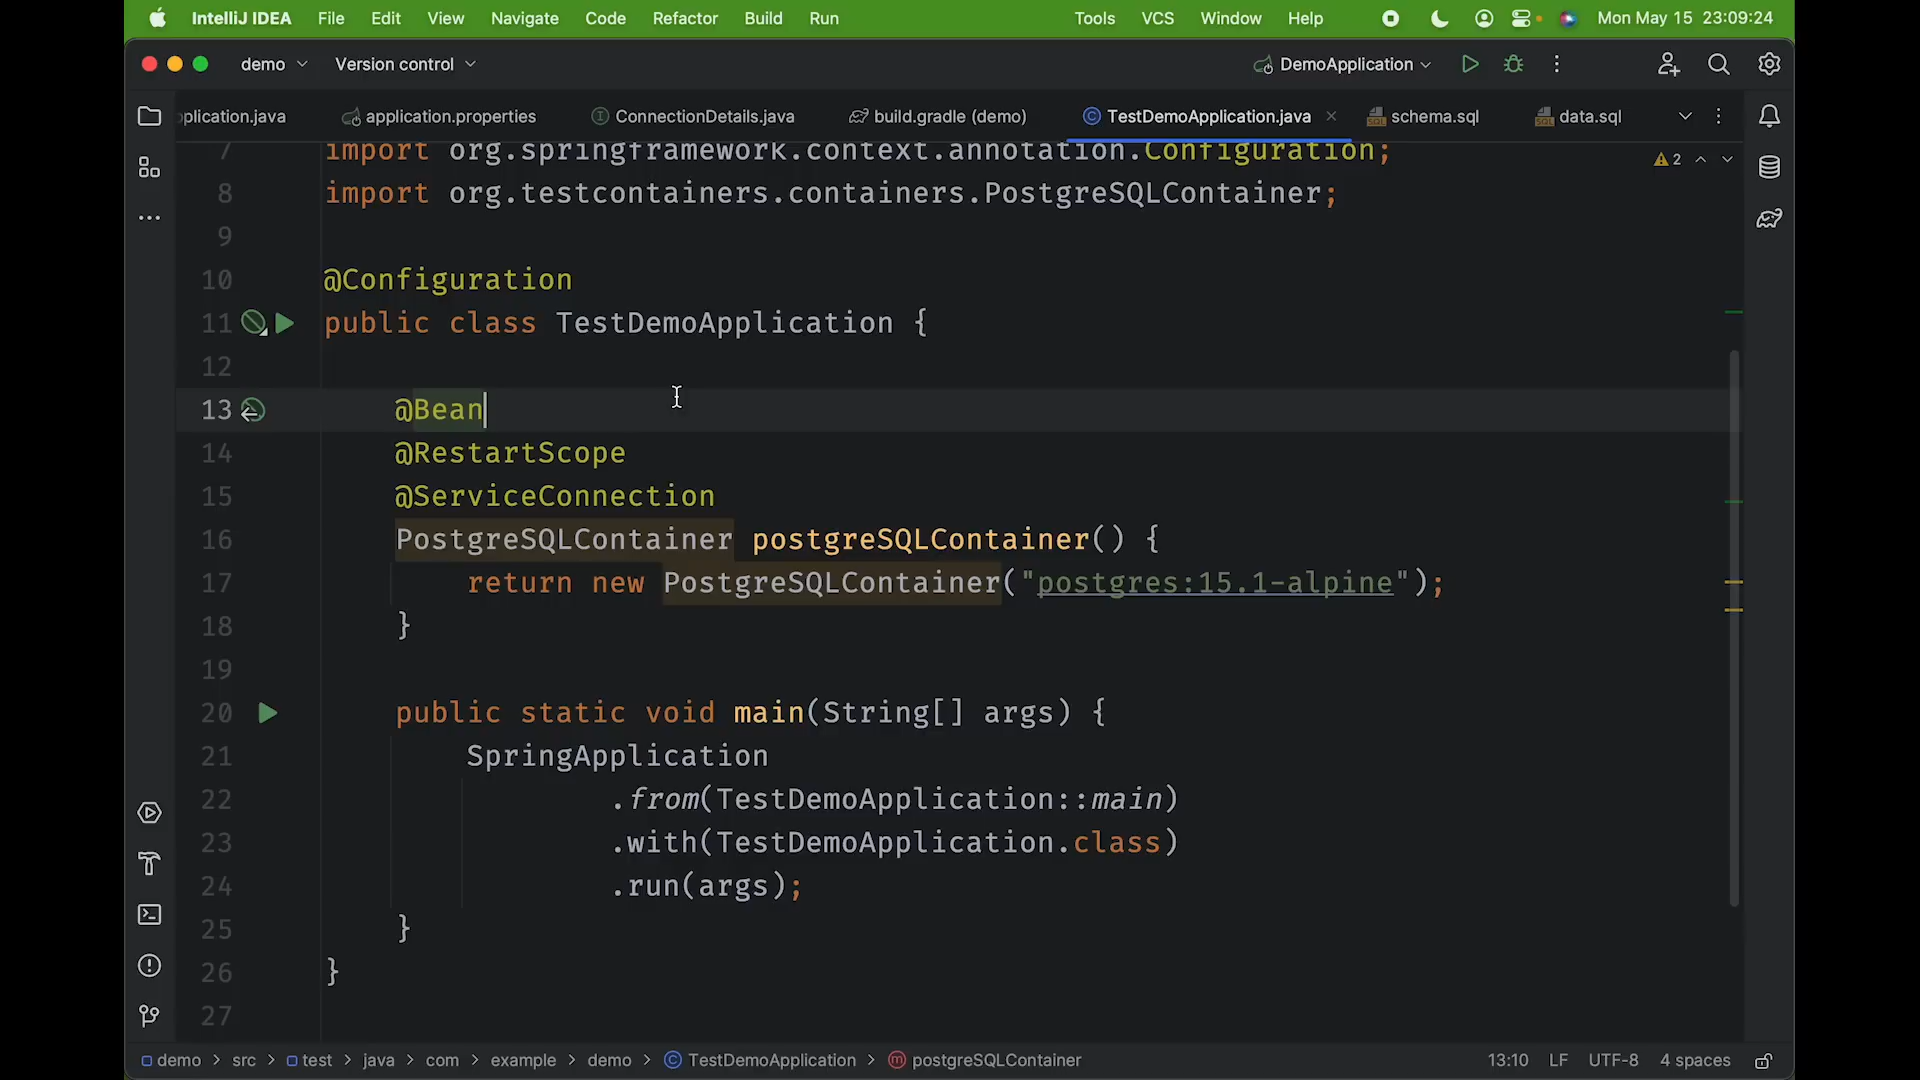 IntelliJ IDEA File Edit View Navigate Code Refactor Build Run Tools VCS Window Help Mon May 15 23:09:24
demo Version control DemoApplication
plication.java application.properties ConnectionDetails.java build.gradle (demo) TestDemoApplication.java schema.sql data.sql
7 import org.springframework.context.annotation.Configuration; 2
8 import org.testcontainers.containers.PostgreSQLContainer;
9
10 @Configuration
11 public class TestDemoApplication {
12
13 @Bean
14 @RestartScope
15 @ServiceConnection
16 PostgreSQLContainer postgreSQLContainer() {
17 return new PostgreSQLContainer("postgres:15.1-alpine");
18 }
19
20 public static void main(String[] args) {
21 SpringApplication
22 .from(TestDemoApplication::main)
23 .with(TestDemoApplication.class)
24 .run(args);
25 }
26 }
27
demo > src > test > java > com > example > demo > TestDemoApplication > postgreSQLContainer 13:10 LF UTF-8 4 spaces